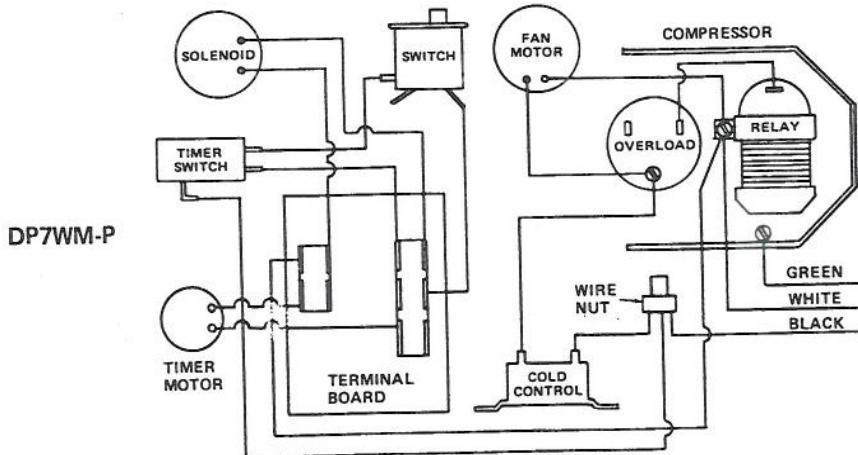 SOLENOID
SWITCH
FAN
MOTOR
COMPRESSOR
TIMER
SWITCH
OVERLOAD
RELAY
DP7WM-P
GREEN
WIRE
NUT
WHITE
BLACK
TIMER
MOTOR
TERMINAL
BOARD
COLD
CONTROL